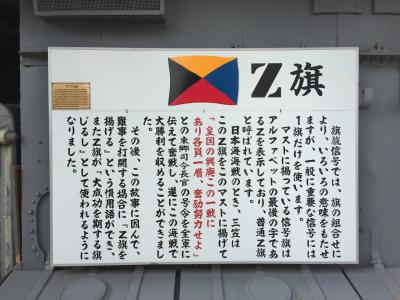 Z旗
旗旒信号では、旗の組合せに
より、いろいろの意味をもたせ
ますが、一般に重要な信号には
1旗だけを使います。
マストに揚っている信号旗は
アルファベットの最後の字であ
るZを表示しており普通Z旗
と呼ばれています。
日本海海戦のとき、三笠は
このZ旗をこのマストに揚げて
「皇国の興廃この一戦に
あり各員一層、奮励努力せよ」
との東郷司令長官の号令を全軍に
伝えて奮戦し、遂にこの海戦で
大勝利を収めることができまし
た。
その後、この故事に因んで、
難事を打開する場合に「Z旗を
揚げる」という慣用語ができ、
またZ旗が「大成功を期する旗
じるし」として使われるように
なりました。